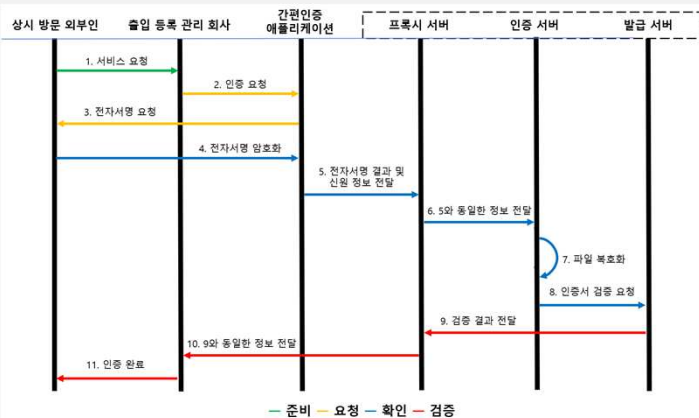 상시 방문 외부인
출입 등록 관리 회사
간편인증
애플리케이션
프록시 서버
인증 서버
발급 서버
1. 서비스 요청
2. 인증 요청
3. 전자서명 요청
4. 전자서명 암호화
5. 전자서명 결과 및
신원 정보 전달
6. 5와 동일한 정보 전달
7. 파일 복호화
8. 인증서 검증 요청
9. 검증 결과 전달
10. 9와 동일한 정보 전달
11. 인증 완료
준비 요청 확인 검증